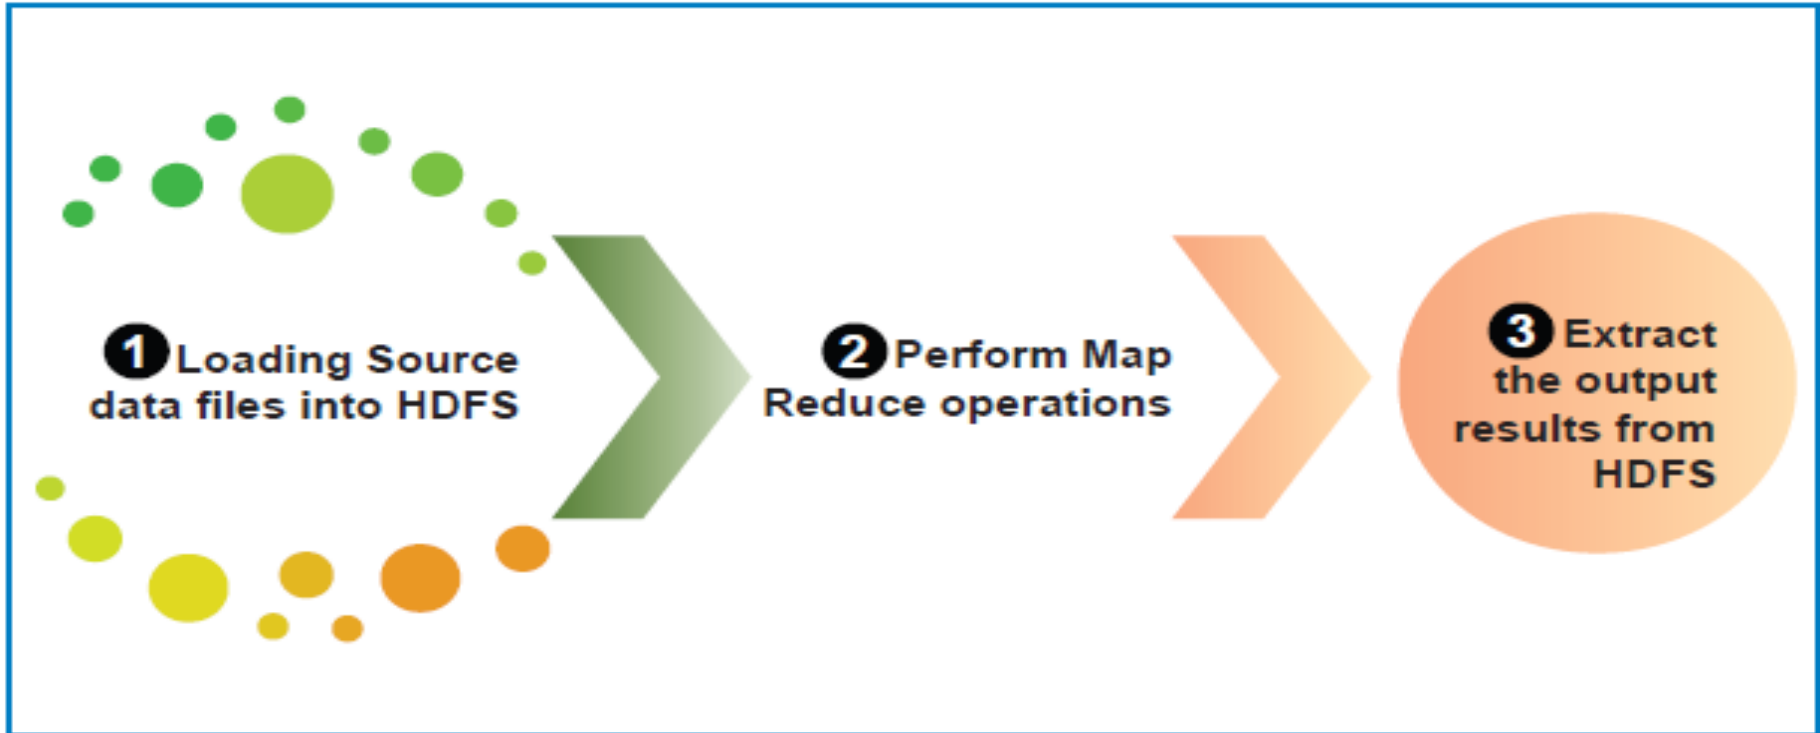 1 Loading Source
data files into HDFS
2 Perform Map
Reduce operations
3 Extract
the output
results from
HDFS